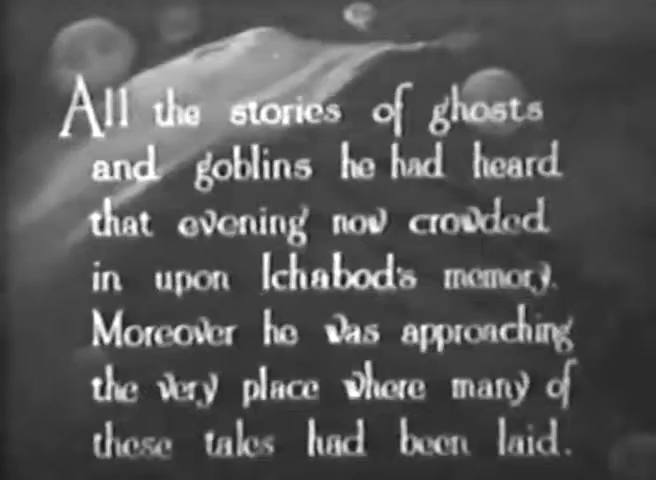 All the stories of ghosts
and goblins he had heard
that evening now crowded
in upon Ichabod's memory.
Moreover he was approaching
the very place where many of
these tales had been laid.